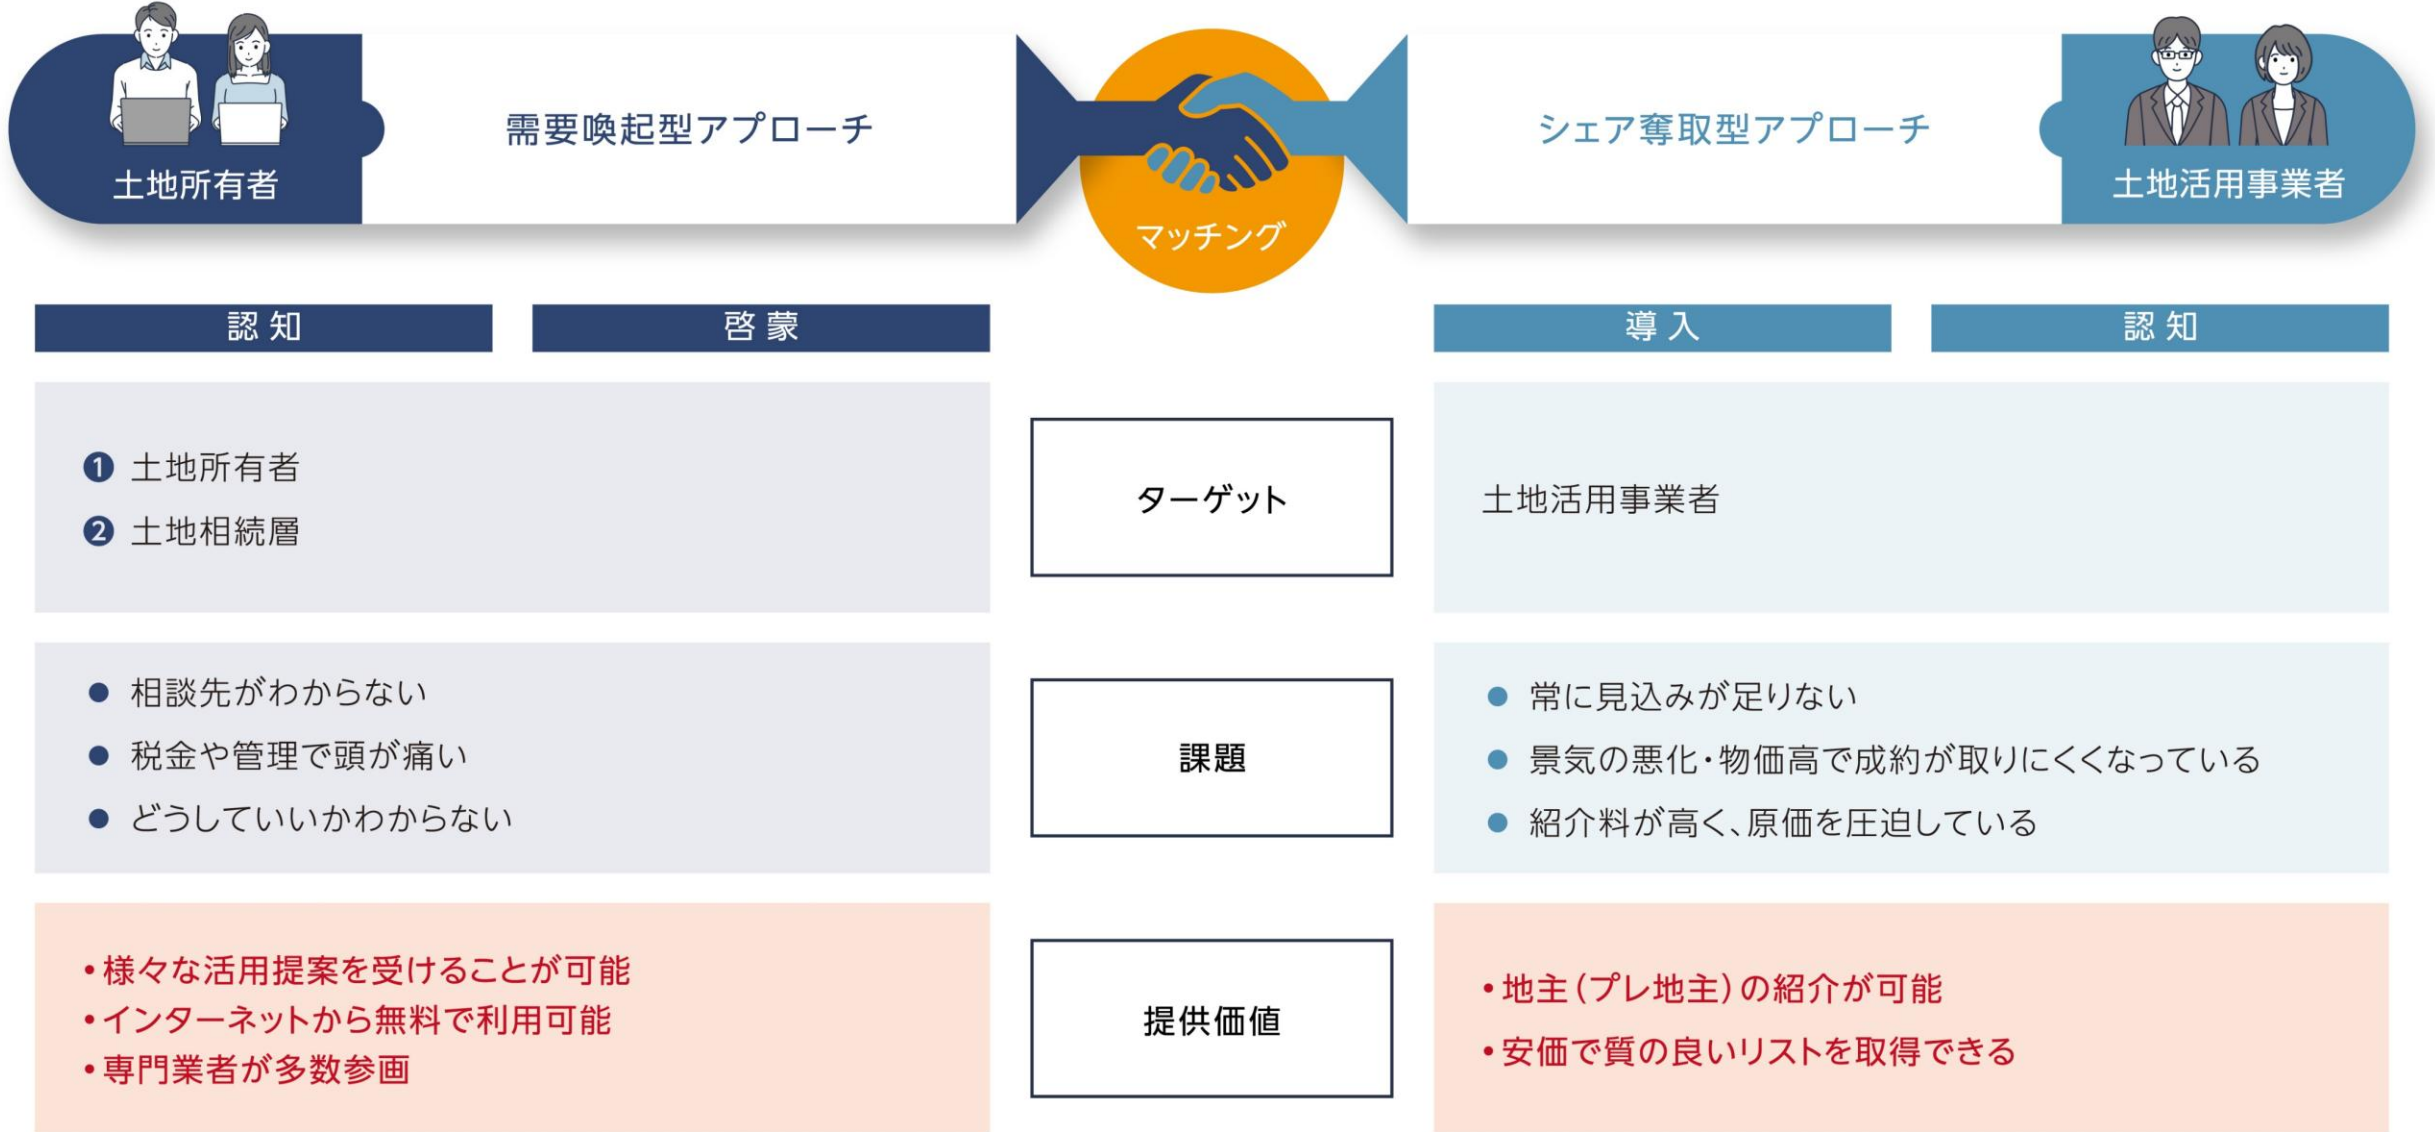 土地所有者
需要喚起型アプローチ
マッチング
シェア奪取型アプローチ
土地活用事業者
認知
啓蒙
導入
認知
❶ 土地所有者
❷ 土地相続層
ターゲット
土地活用事業者
● 相談先がわからない
● 税金や管理で頭が痛い
● どうしていいかわからない
課題
● 常に見込みが足りない
● 景気の悪化・物価高で成約が取りにくくなっている
● 紹介料が高く、原価を圧迫している
・様々な活用提案を受けることが可能
・インターネットから無料で利用可能
・専門業者が多数参画
提供価値
・地主（プレ地主）の紹介が可能
・安価で質の良いリストを取得できる